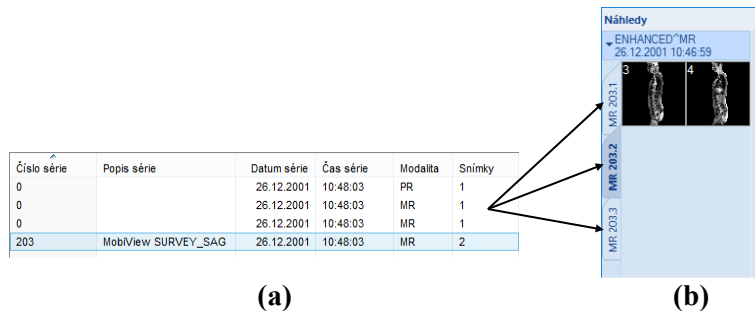 Číslo série Popis série Datum série Čas série Modalita Snímky
0 26.12.2001 10:48:03 PR 1
0 26.12.2001 10:48:03 MR 1
0 26.12.2001 10:48:03 MR 1
203 MobiView SURVEY_SAG 26.12.2001 10:48:03 MR 2
(a)
Náhledy
ENHANCED^MR
26.12.2001 10:46:59
3 4
MR 203.1
MR 203.2
MR 203.3
(b)